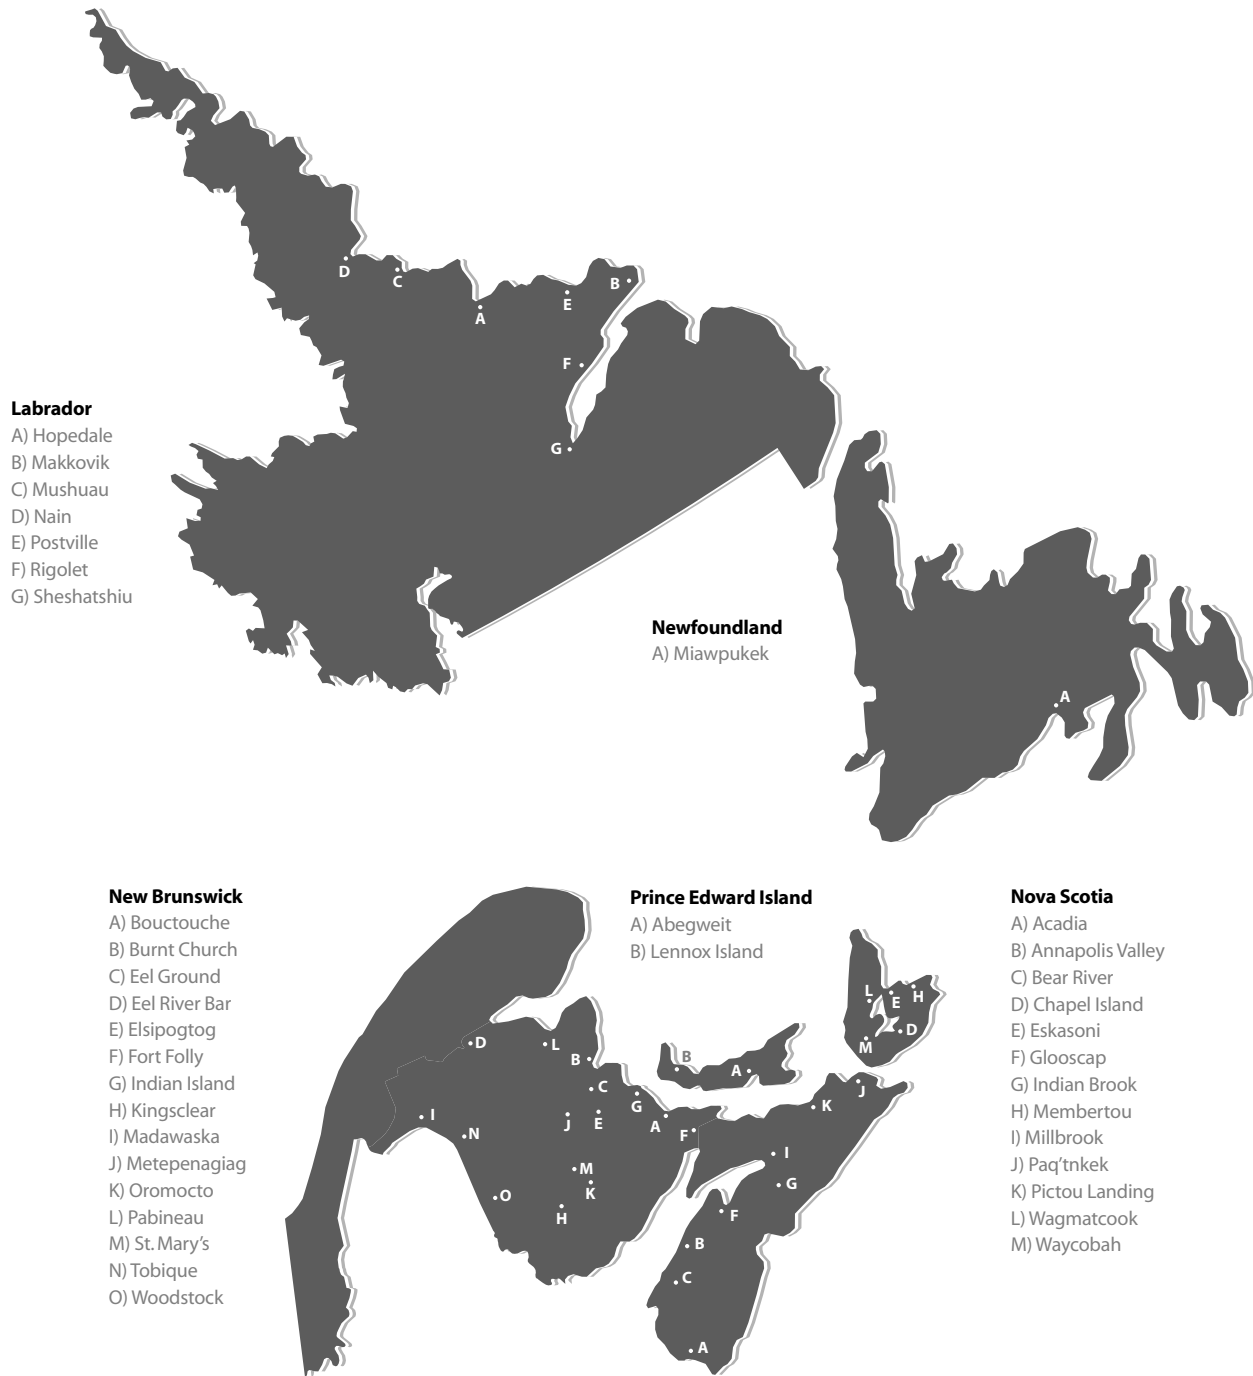 D
C
B
E
A
F
G
Labrador
A) Hopedale
B) Makkovik
C) Mushuau
D) Nain
E) Postville
F) Rigolet
G) Sheshatshiu
Newfoundland
A) Miawpukek
A
New Brunswick
A) Bouctouche
B) Burnt Church
C) Eel Ground
D) Eel River Bar
E) Elsipogtog
F) Fort Folly
G) Indian Island
H) Kingsclear
I) Madawaska
J) Metepenagiag
K) Oromocto
L) Pabineau
M) St. Mary's
N) Tobique
O) Woodstock
Prince Edward Island
A) Abegweit
B) Lennox Island
Nova Scotia
A) Acadia
B) Annapolis Valley
C) Bear River
D) Chapel Island
E) Eskasoni
F) Glooscap
G) Indian Brook
H) Membertou
I) Millbrook
J) Paq'tnkek
K) Pictou Landing
L) Wagmatcook
M) Waycobah
D
L
B
C
G
I
J
E
A
F
N
M
K
O
H
B
A
L
E
H
D
M
J
K
I
G
F
B
C
A